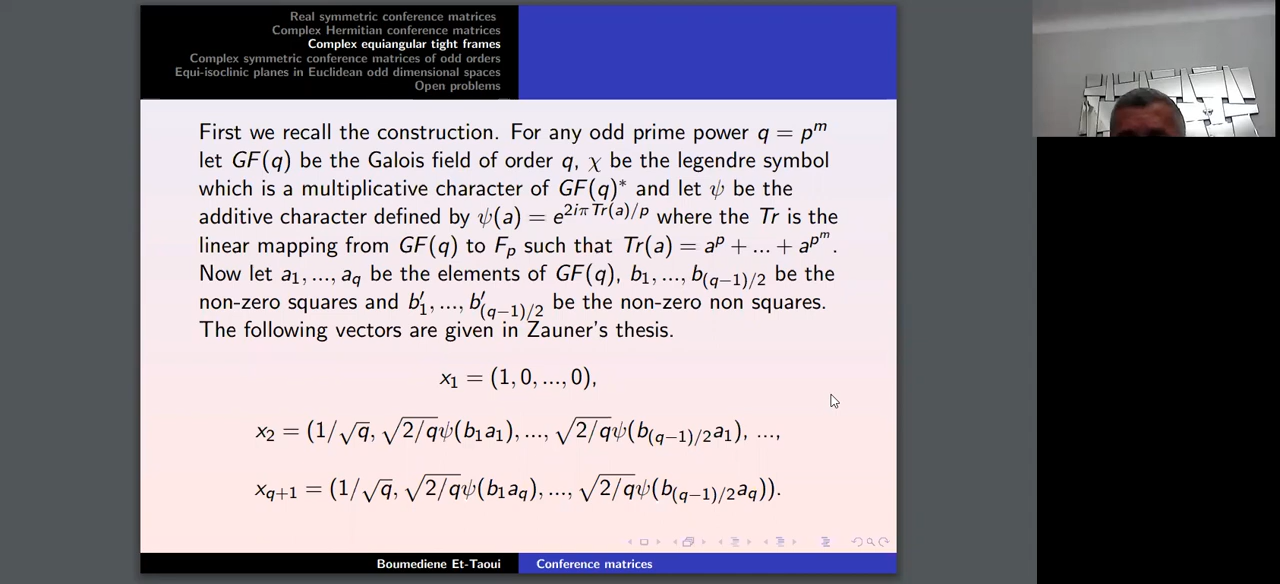 Real symmetric conference matrices
Complex Hermitian conference matrices
Complex equiangular tight frames
Complex symmetric conference matrices of odd orders
Equi-isoclinic planes in Euclidean odd dimensional spaces
Open problems
First we recall the construction. For any odd prime power q = p^m
let GF(q) be the Galois field of order q, χ be the legendre symbol
which is a multiplicative character of GF(q)* and let ψ be the
additive character defined by ψ(a) = e^{2iπTr(a)/p} where the Tr is the
linear mapping from GF(q) to F_p such that Tr(a) = a^p + ... + a^{p^m}.
Now let a_1, ..., a_q be the elements of GF(q), b_1, ..., b_{(q−1)/2} be the
non-zero squares and b'_1, ..., b'_{(q−1)/2} be the non-zero non squares.
The following vectors are given in Zauner's thesis.
x_1 = (1, 0, ..., 0),
x_2 = (1/√q, √(2/q)ψ(b_1a_1), ..., √(2/q)ψ(b_{(q−1)/2}a_1), ...,
x_{q+1} = (1/√q, √(2/q)ψ(b_1a_q), ..., √(2/q)ψ(b_{(q−1)/2}a_q)).
Boumediene Et-Taoui
Conference matrices